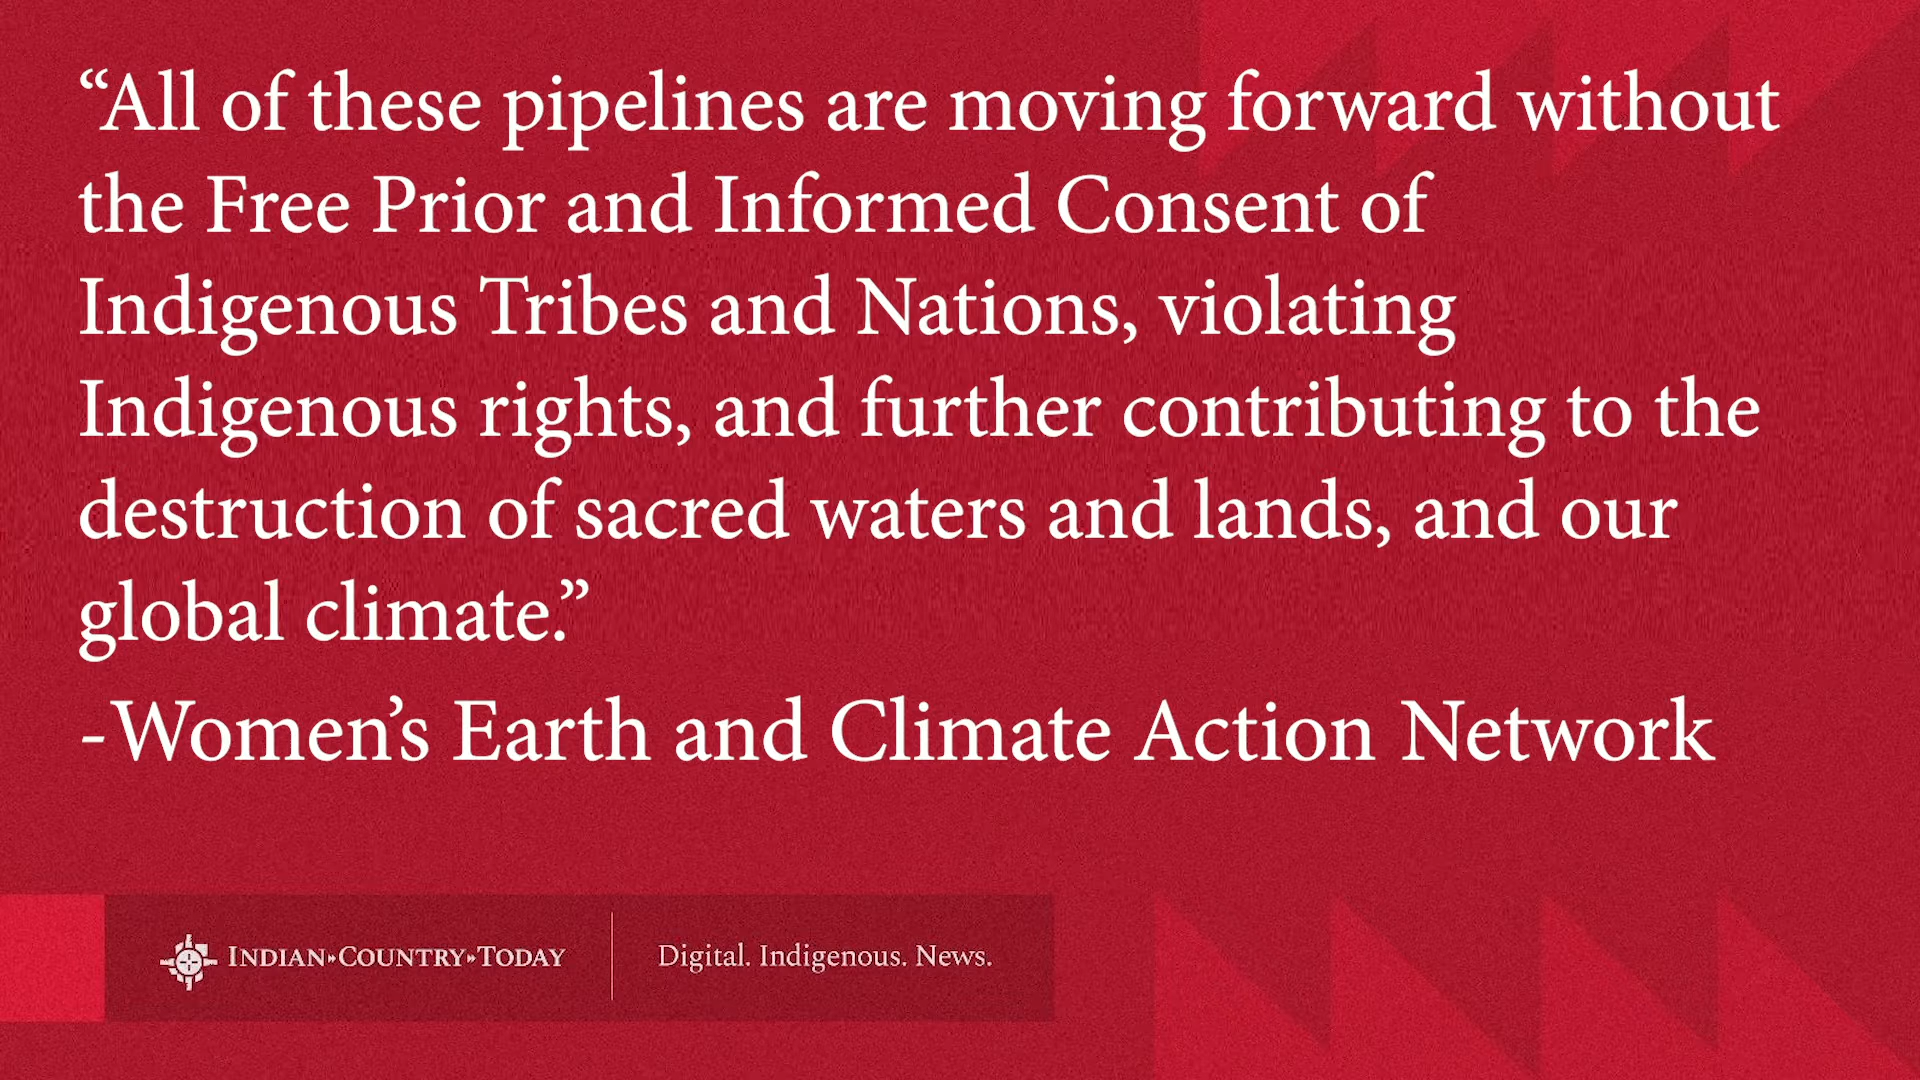 “All of these pipelines are moving forward without
the Free Prior and Informed Consent of
Indigenous Tribes and Nations, violating
Indigenous rights, and further contributing to the
destruction of sacred waters and lands, and our
global climate.”
-Women’s Earth and Climate Action Network
INDIAN▸COUNTRY▸TODAY
Digital. Indigenous. News.